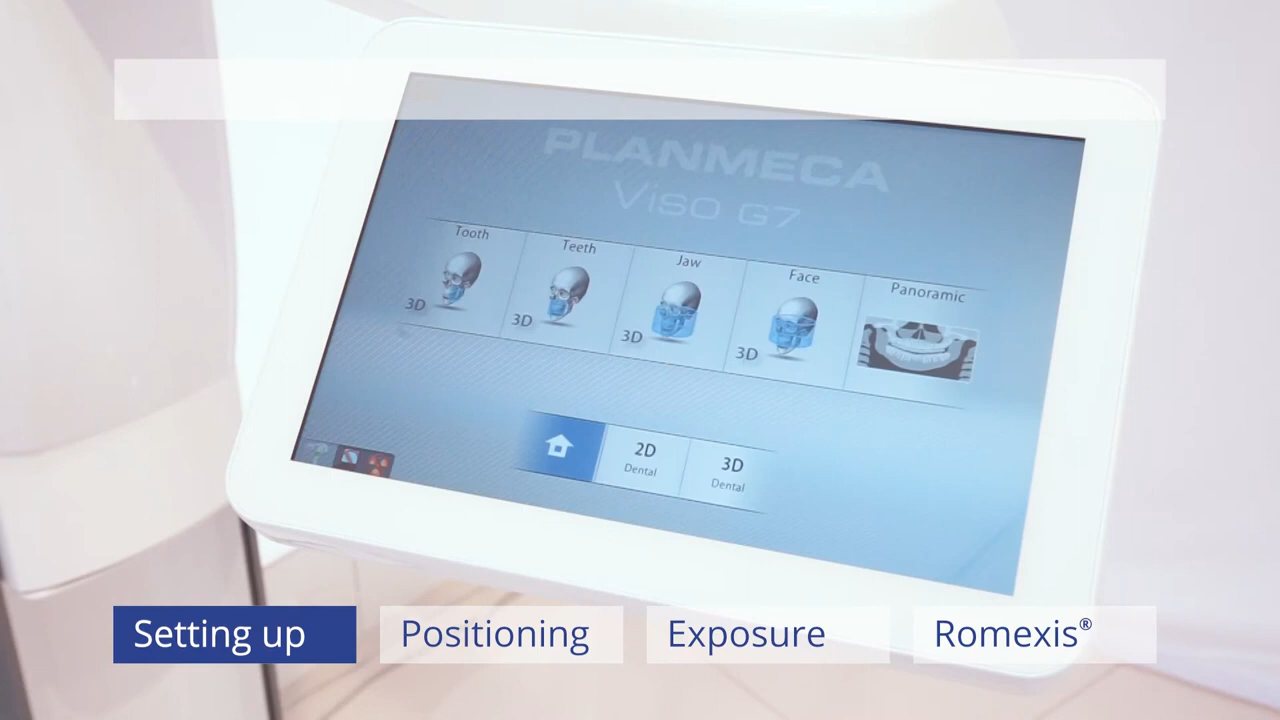 PLANMECA
Viso G7
Tooth
3D
Teeth
3D
Jaw
3D
Face
3D
Panoramic
2D
Dental
3D
Dental
Setting up
Positioning
Exposure
Romexis®